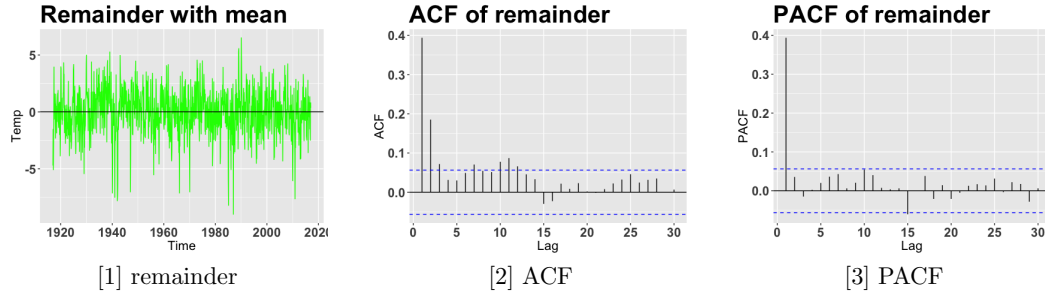 Remainder with mean
5
0
-5
Temp
1920 1940 1960 1980 2000 2020
Time
[1] remainder
ACF of remainder
0.4
0.3
0.2
0.1
0.0
ACF
0 5 10 15 20 25 30
Lag
[2] ACF
PACF of remainder
0.4
0.3
0.2
0.1
0.0
PACF
0 5 10 15 20 25 30
Lag
[3] PACF